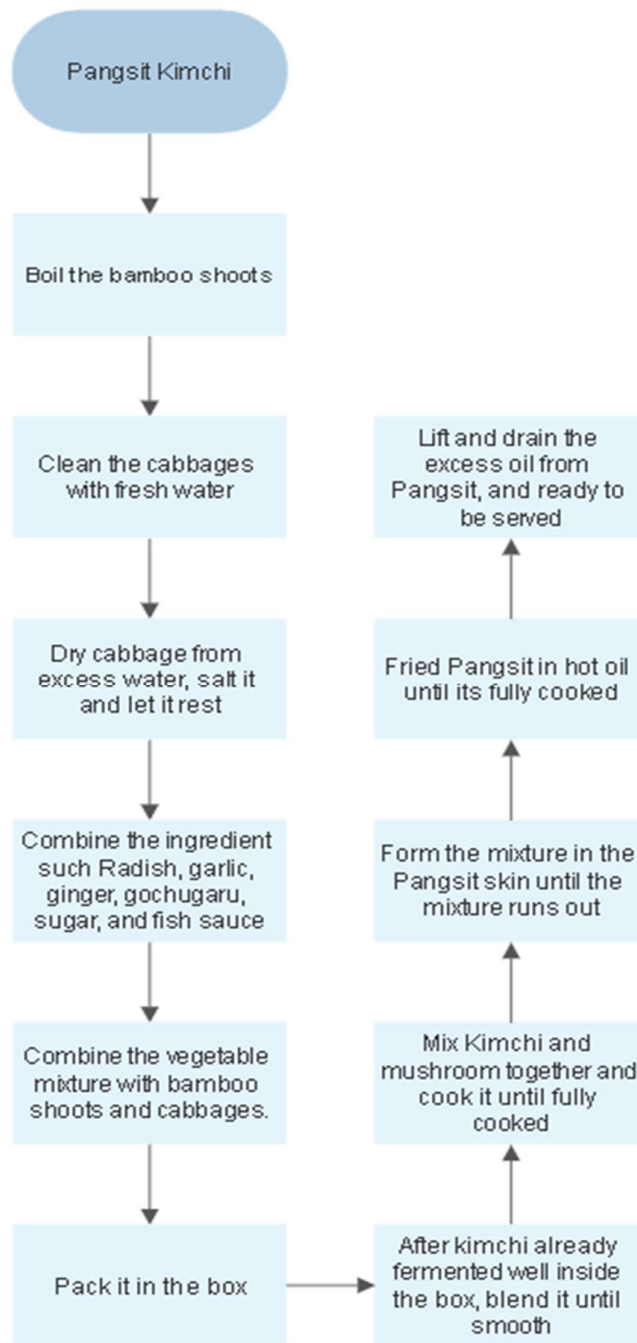 Pangsit Kimchi
Boil the bamboo shoots
Clean the cabbages
with fresh water
Dry cabbage from
excess water, salt it
and let it rest
Combine the ingredient
such Radish, garlic,
ginger, gochugaru,
sugar, and fish sauce
Combine the vegetable
mixture with bamboo
shoots and cabbages.
Pack it in the box
After kimchi already
fermented well inside
the box, blend it until
smooth
Mix Kimchi and
mushroom together and
cook it until fully
cooked
Form the mixture in the
Pangsit skin until the
mixture runs out
Fried Pangsit in hot oil
until its fully cooked
Lift and drain the
excess oil from
Pangsit, and ready to
be served